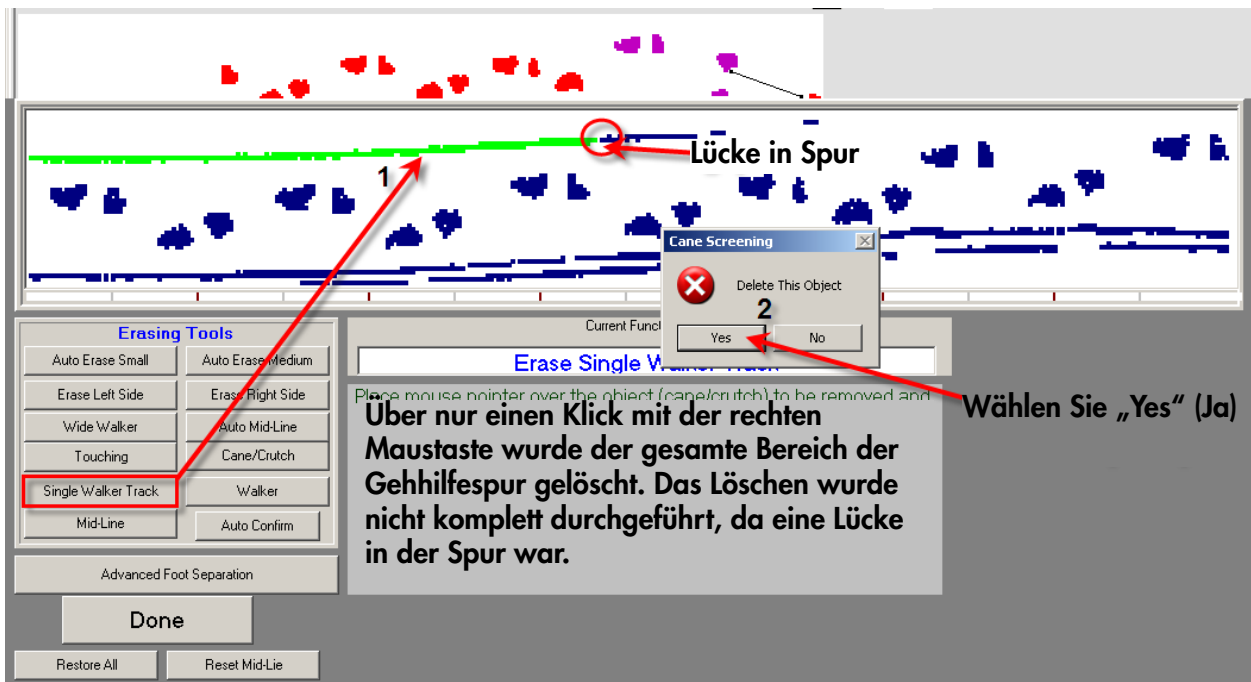 Lücke in Spur
1
Cane Screening
Delete This Object
2
Yes
No
Erasing Tools
Auto Erase Small
Auto Erase Medium
Erase Left Side
Erase Right Side
Wide Walker
Auto Mid-Line
Touching
Cane/Crutch
Single Walker Track
Walker
Mid-Line
Auto Confirm
Advanced Foot Separation
Done
Restore All
Reset Mid-Lie
Current Func
Erase Single Walker Track
Place mouse pointer over the object (cane/crutch) to be removed and
Über nur einen Klick mit der rechten
Maustaste wurde der gesamte Bereich der
Gehhilfespur gelöscht. Das Löschen wurde
nicht komplett durchgeführt, da eine Lücke
in der Spur war.
Wählen Sie „Yes“ (Ja)